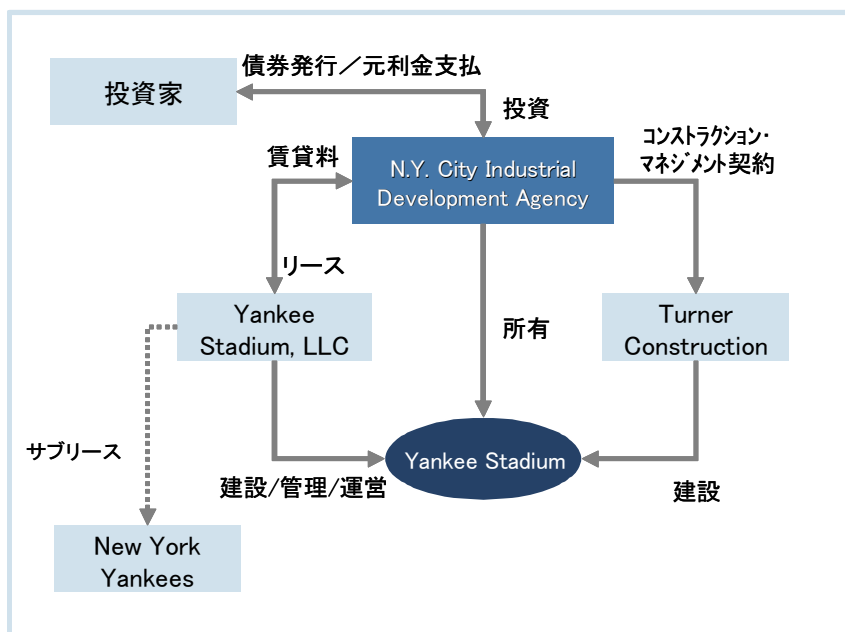 債券発行／元利金支払
投資家
投資
コンストラクション・
マネジメント契約
賃貸料
N.Y. City Industrial
Development Agency
リース
Yankee
Stadium, LLC
所有
Turner
Construction
サブリース
Yankee Stadium
建設/管理/運営
建設
New York
Yankees